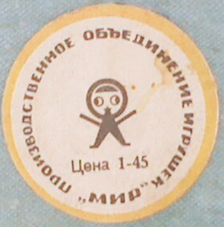 ПРОИЗВОДСТВЕННОЕ ОБЪЕДИНЕНИЕ ИГРУШЕК „МИР"
Цена 1-45